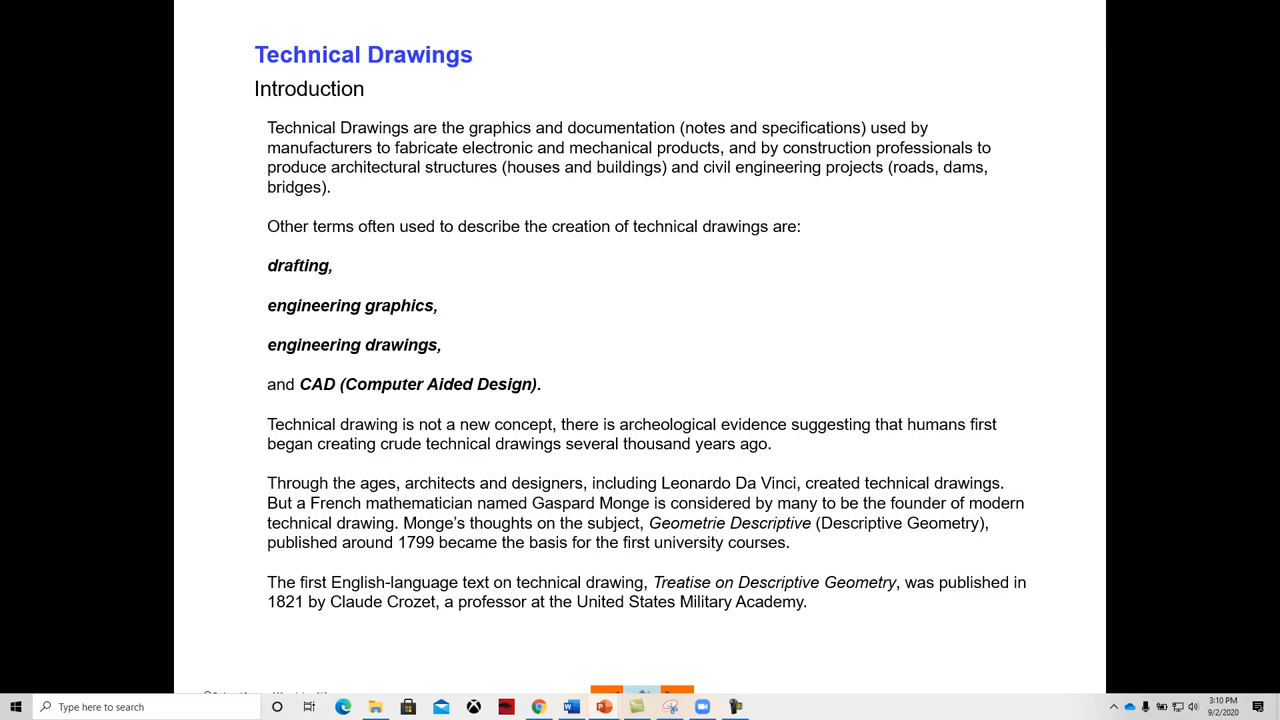 Technical Drawings
Introduction
Technical Drawings are the graphics and documentation (notes and specifications) used by
manufacturers to fabricate electronic and mechanical products, and by construction professionals to
produce architectural structures (houses and buildings) and civil engineering projects (roads, dams,
bridges).
Other terms often used to describe the creation of technical drawings are:
drafting,
engineering graphics,
engineering drawings,
and CAD (Computer Aided Design).
Technical drawing is not a new concept, there is archeological evidence suggesting that humans first
began creating crude technical drawings several thousand years ago.
Through the ages, architects and designers, including Leonardo Da Vinci, created technical drawings.
But a French mathematician named Gaspard Monge is considered by many to be the founder of modern
technical drawing. Monge’s thoughts on the subject, Geometrie Descriptive (Descriptive Geometry),
published around 1799 became the basis for the first university courses.
The first English-language text on technical drawing, Treatise on Descriptive Geometry, was published in
1821 by Claude Crozet, a professor at the United States Military Academy.
Type here to search
3:10 PM
9/2/2020